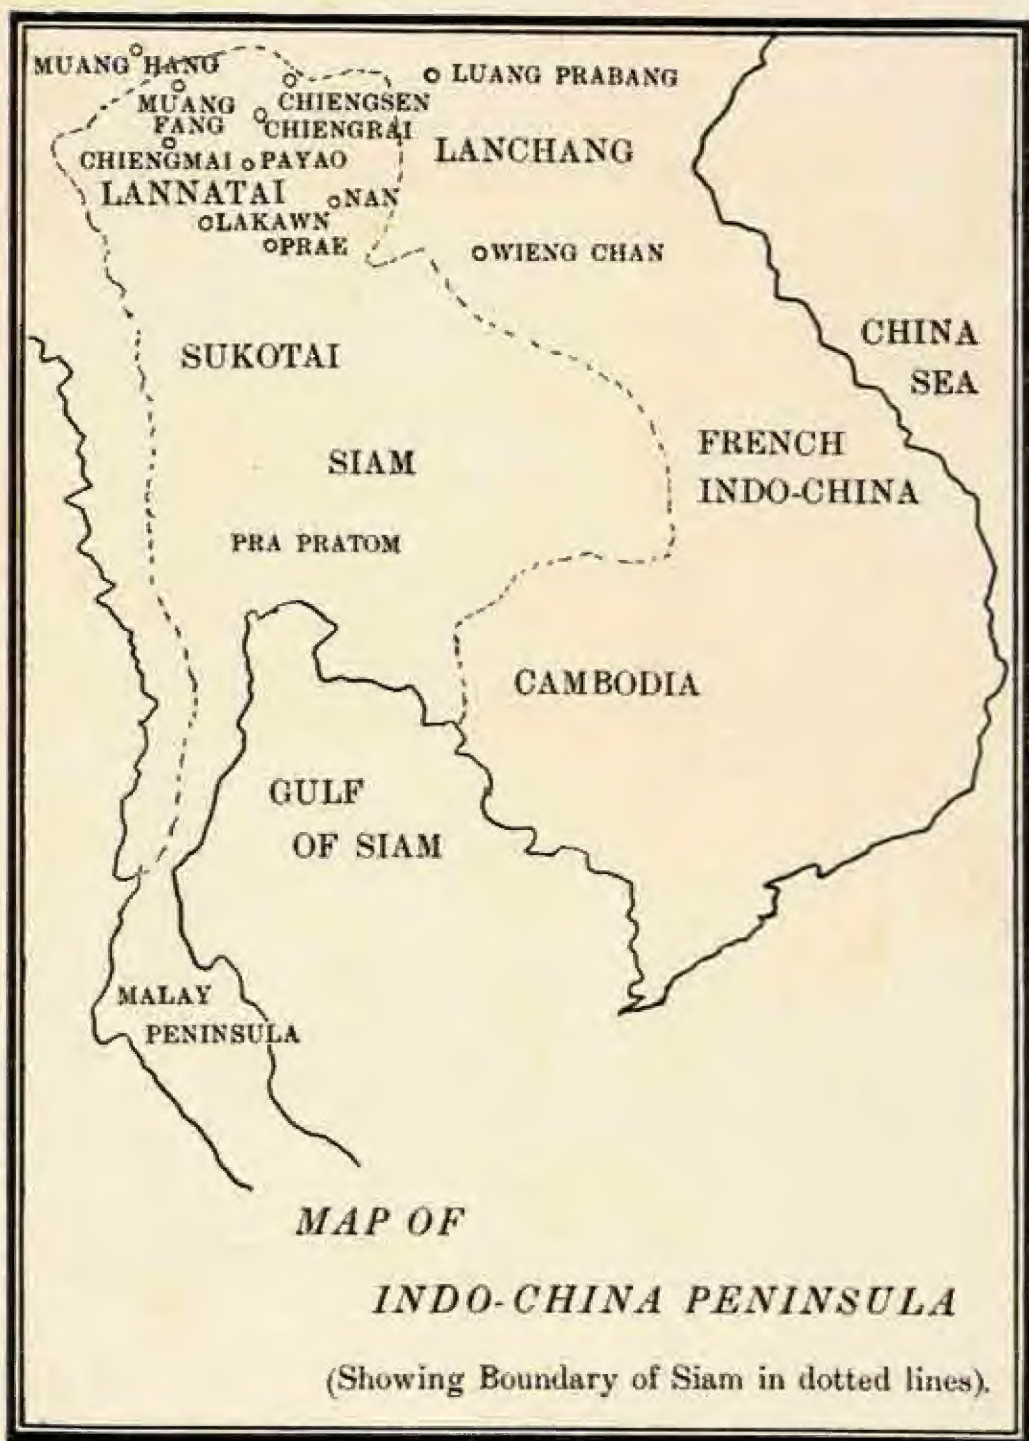 MUANG HANG
LUANG PRABANG
MUANG
FANG
CHIENGSEN
CHIENGRAI
LANCHANG
CHIENGMAI
PAYAO
LANNATAI
NAN
LAKAWN
PRAE
WIENG CHAN
SUKOTAI
CHINA
SEA
SIAM
FRENCH
INDO-CHINA
PRA PRATOM
CAMBODIA
GULF
OF SIAM
MALAY
PENINSULA
MAP OF
INDO-CHINA PENINSULA
(Showing Boundary of Siam in dotted lines).